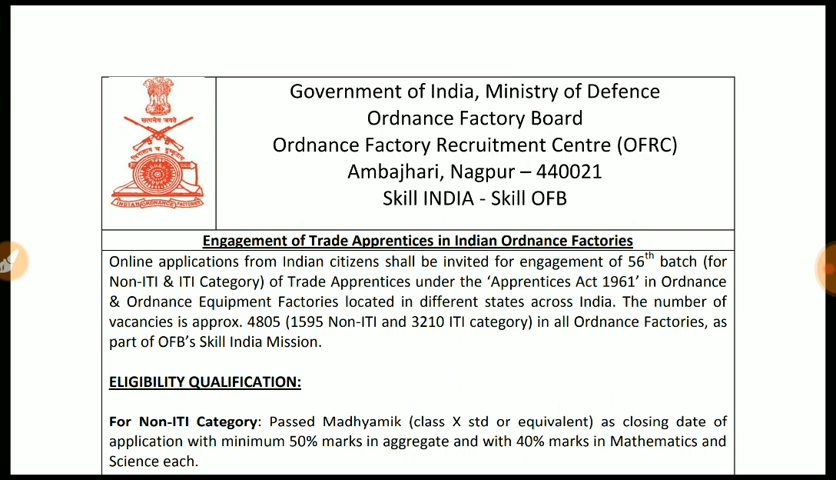 Government of India, Ministry of Defence
Ordnance Factory Board
Ordnance Factory Recruitment Centre (OFRC)
Ambajhari, Nagpur – 440021
Skill INDIA - Skill OFB
सत्यमेव जयते
INDIAN ORDNANCE FACTORIES
Engagement of Trade Apprentices in Indian Ordnance Factories
Online applications from Indian citizens shall be invited for engagement of 56th batch (for
Non-ITI & ITI Category) of Trade Apprentices under the ‘Apprentices Act 1961’ in Ordnance
& Ordnance Equipment Factories located in different states across India. The number of
vacancies is approx. 4805 (1595 Non-ITI and 3210 ITI category) in all Ordnance Factories, as
part of OFB’s Skill India Mission.
ELIGIBILITY QUALIFICATION:
For Non-ITI Category: Passed Madhyamik (class X std or equivalent) as closing date of
application with minimum 50% marks in aggregate and with 40% marks in Mathematics and
Science each.